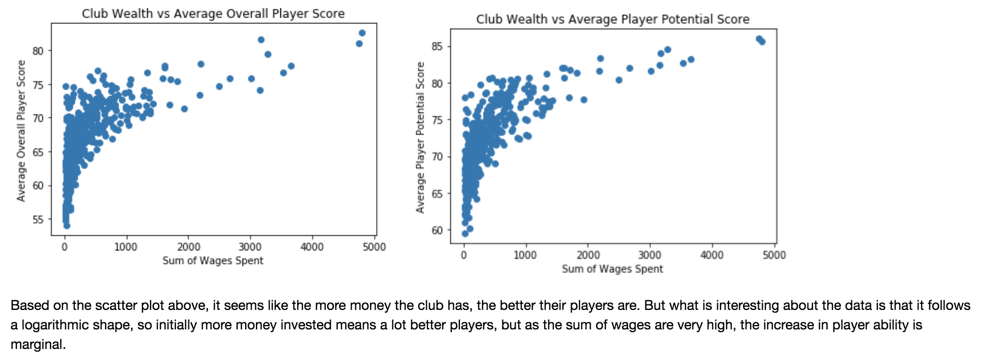 Club Wealth vs Average Overall Player Score
Average Overall Player Score
80
75
70
65
60
55
0 1000 2000 3000 4000 5000
Sum of Wages Spent
Club Wealth vs Average Player Potential Score
Average Player Potential Score
85
80
75
70
65
60
0 1000 2000 3000 4000 5000
Sum of Wages Spent
Based on the scatter plot above, it seems like the more money the club has, the better their players are. But what is interesting about the data is that it follows
a logarithmic shape, so initially more money invested means a lot better players, but as the sum of wages are very high, the increase in player ability is
marginal.